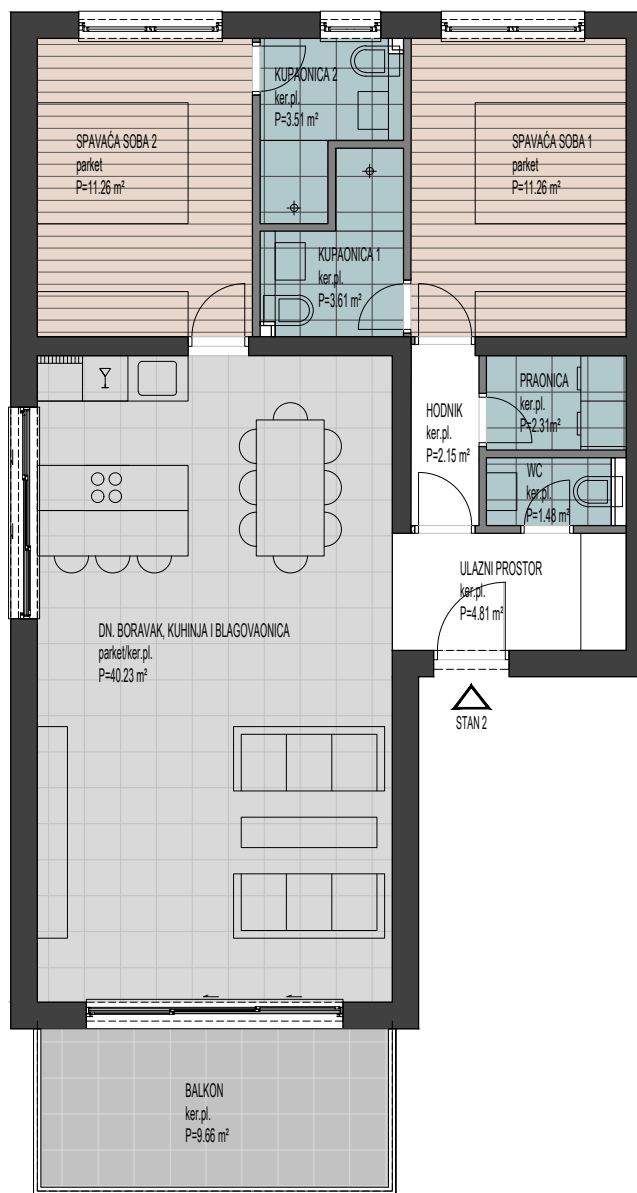 KUPAONICA 2
ker.pl.
P=3.51 m²
SPAVAĆA SOBA 2
parket
P=11.26 m²
SPAVAĆA SOBA 1
parket
P=11.26 m²
KUPAONICA 1
ker.pl.
P=3.61 m²
PRAONICA
ker.pl.
P=2.31m²
HODNIK
ker.pl.
P=2.15 m²
WC
ker.pl.
P=1.48 m²
ULAZNI PROSTOR
ker.pl.
P=4.81 m²
DN. BORAVAK, KUHINJA I BLAGOVAONICA
parket/ker.pl.
P=40.23 m²
STAN 2
BALKON
ker.pl.
P=9.66 m²